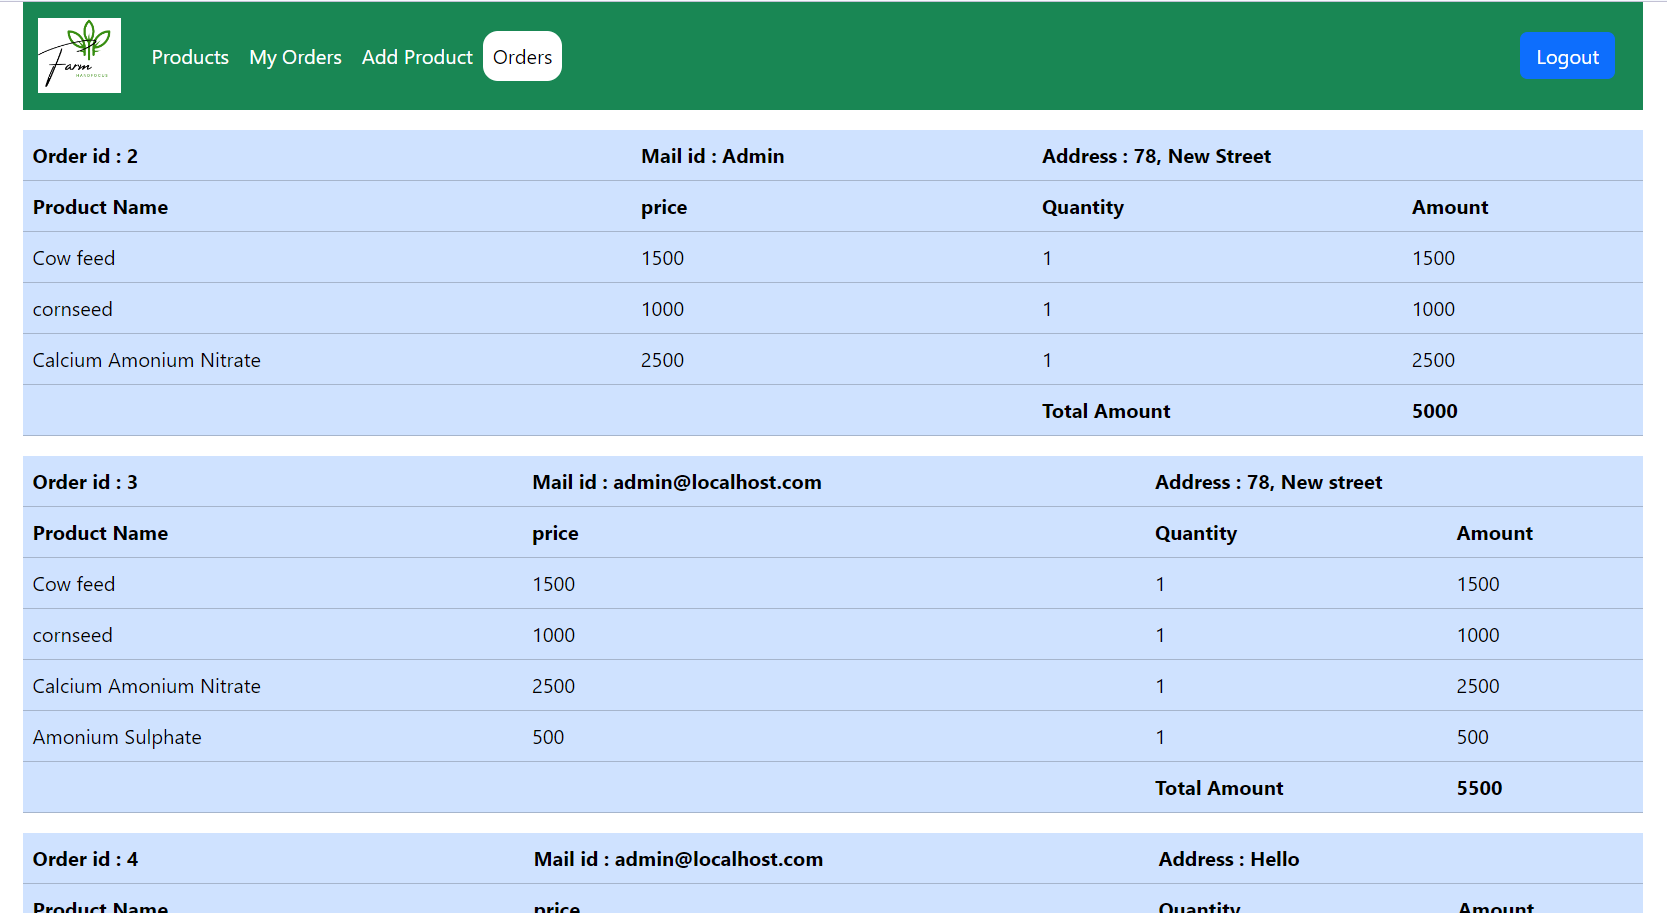 Farm
Products My Orders Add Product Orders Logout
Order id : 2 Mail id : Admin Address : 78, New Street
Product Name price Quantity Amount
Cow feed 1500 1 1500
cornseed 1000 1 1000
Calcium Amonium Nitrate 2500 1 2500
Total Amount 5000
Order id : 3 Mail id : admin@localhost.com Address : 78, New street
Product Name price Quantity Amount
Cow feed 1500 1 1500
cornseed 1000 1 1000
Calcium Amonium Nitrate 2500 1 2500
Amonium Sulphate 500 1 500
Total Amount 5500
Order id : 4 Mail id : admin@localhost.com Address : Hello
Product Name price Quantity Amount